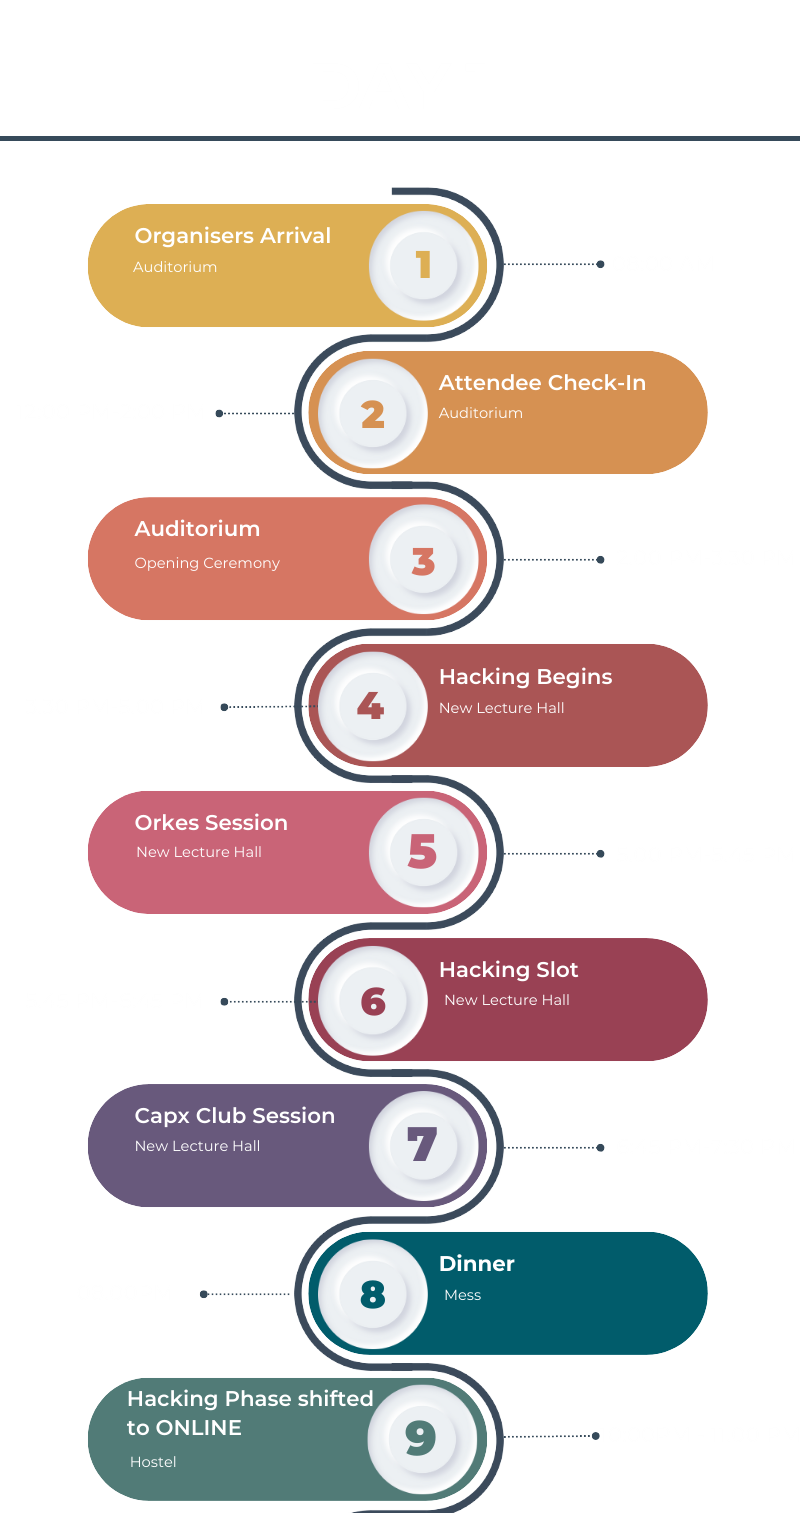 Organisers Arrival
Auditorium
1
Attendee Check-In
Auditorium
2
Auditorium
Opening Ceremony
3
Hacking Begins
New Lecture Hall
4
Orkes Session
New Lecture Hall
5
Hacking Slot
New Lecture Hall
6
Capx Club Session
New Lecture Hall
7
Dinner
Mess
8
Hacking Phase shifted
to ONLINE
Hostel
9